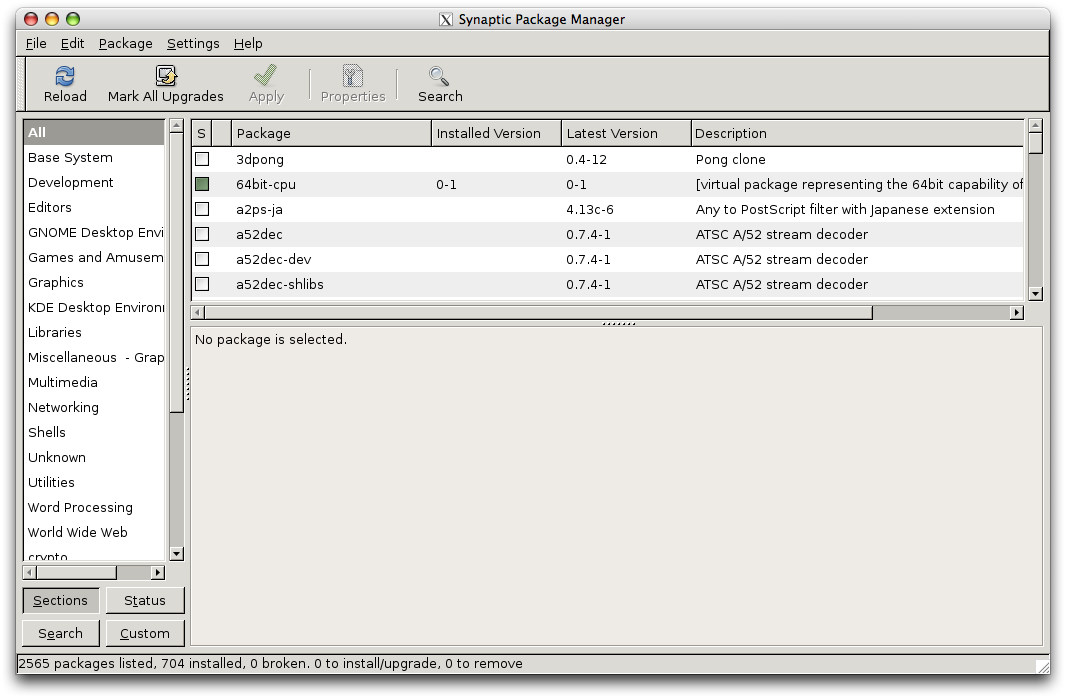 Synaptic Package Manager
File Edit Package Settings Help
Reload Mark All Upgrades Apply Properties Search
All
Base System
Development
Editors
GNOME Desktop Envi
Games and Amusem
Graphics
KDE Desktop Environ
Libraries
Miscellaneous - Grap
Multimedia
Networking
Shells
Unknown
Utilities
Word Processing
World Wide Web
crypto
Sections Status
Search Custom
S Package Installed Version Latest Version Description
3dpong 0.4-12 Pong clone
64bit-cpu 0-1 0-1 [virtual package representing the 64bit capability of
a2ps-ja 4.13c-6 Any to PostScript filter with Japanese extension
a52dec 0.7.4-1 ATSC A/52 stream decoder
a52dec-dev 0.7.4-1 ATSC A/52 stream decoder
a52dec-shlibs 0.7.4-1 ATSC A/52 stream decoder
No package is selected.
2565 packages listed, 704 installed, 0 broken. 0 to install/upgrade, 0 to remove